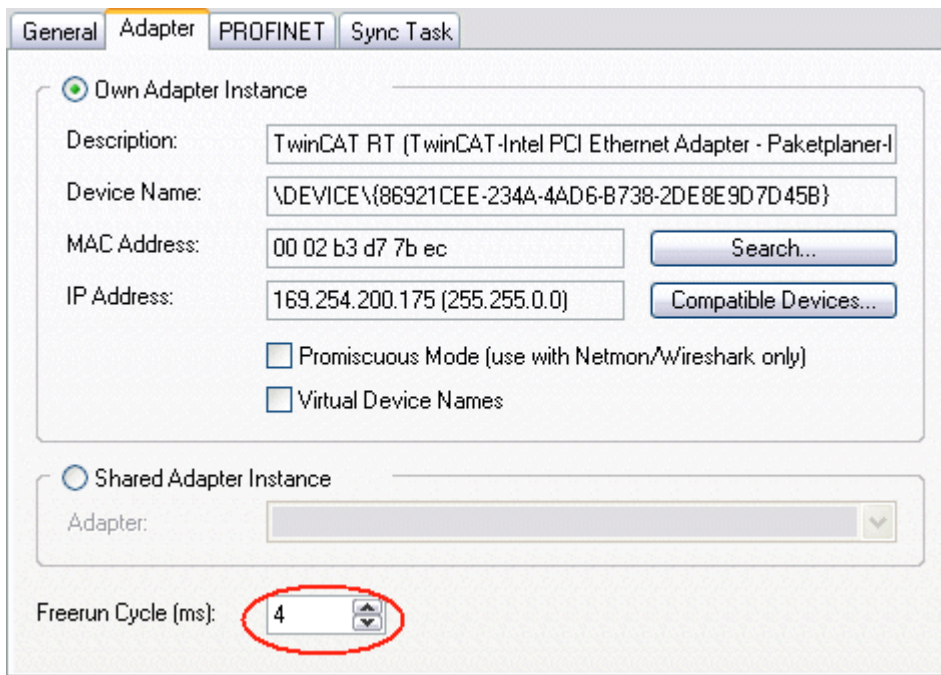 General Adapter PROFINET Sync Task
Own Adapter Instance
Description: TwinCAT RT (TwinCAT-Intel PCI Ethernet Adapter - Paketplaner-
Device Name: \DEVICE\{86921CEE-234A-4AD6-B738-2DE8E9D7D45B}
MAC Address: 00 02 b3 d7 7b ec Search...
IP Address: 169.254.200.175 (255.255.0.0) Compatible Devices...
Promiscuous Mode (use with Netmon/Wireshark only)
Virtual Device Names
Shared Adapter Instance
Adapter:
Freerun Cycle (ms): 4